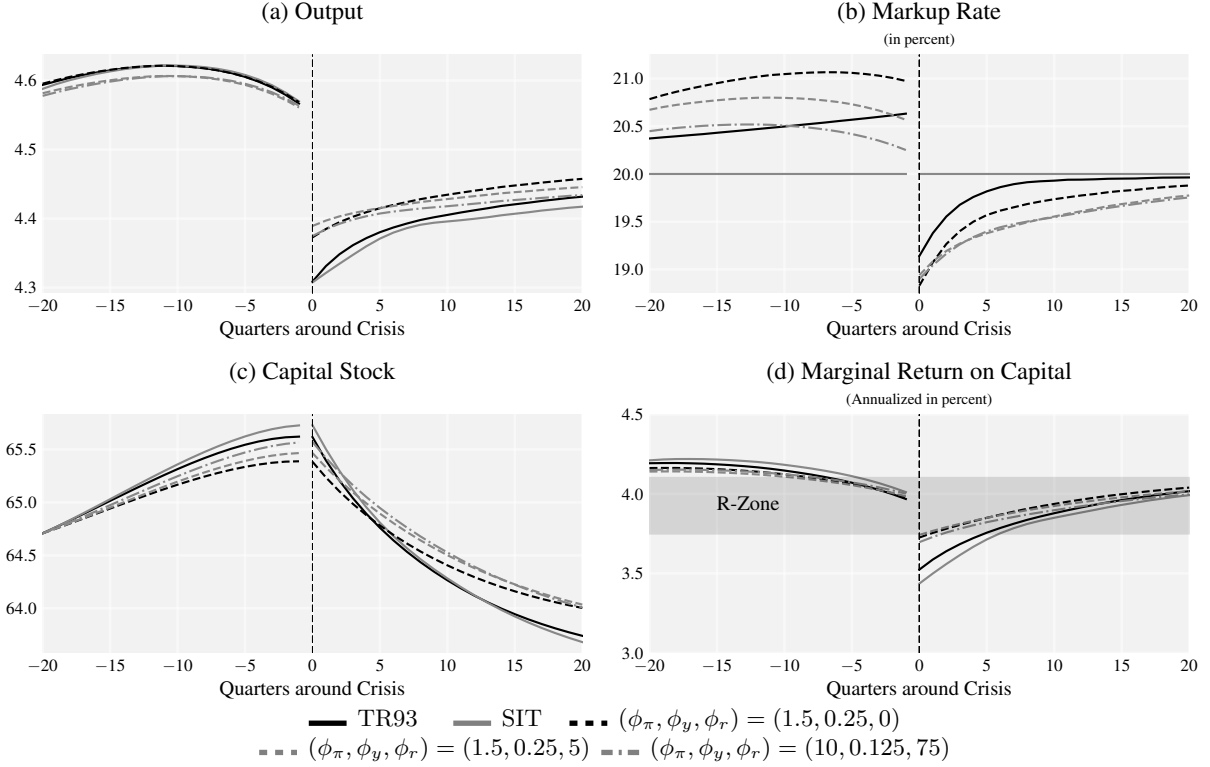 (a) Output
(b) Markup Rate
(in percent)
4.6
4.5
4.4
4.3
−20 −15 −10 −5 0 5 10 15 20
Quarters around Crisis
21.0
20.5
20.0
19.5
19.0
−20 −15 −10 −5 0 5 10 15 20
Quarters around Crisis
(c) Capital Stock
(d) Marginal Return on Capital
(Annualized in percent)
65.5
65.0
64.5
64.0
−20 −15 −10 −5 0 5 10 15 20
Quarters around Crisis
4.5
4.0
3.5
3.0
R-Zone
−20 −15 −10 −5 0 5 10 15 20
Quarters around Crisis
TR93 SIT (ϕπ, ϕy, ϕr) = (1.5, 0.25, 0)
(ϕπ, ϕy, ϕr) = (1.5, 0.25, 5) (ϕπ, ϕy, ϕr) = (10, 0.125, 75)